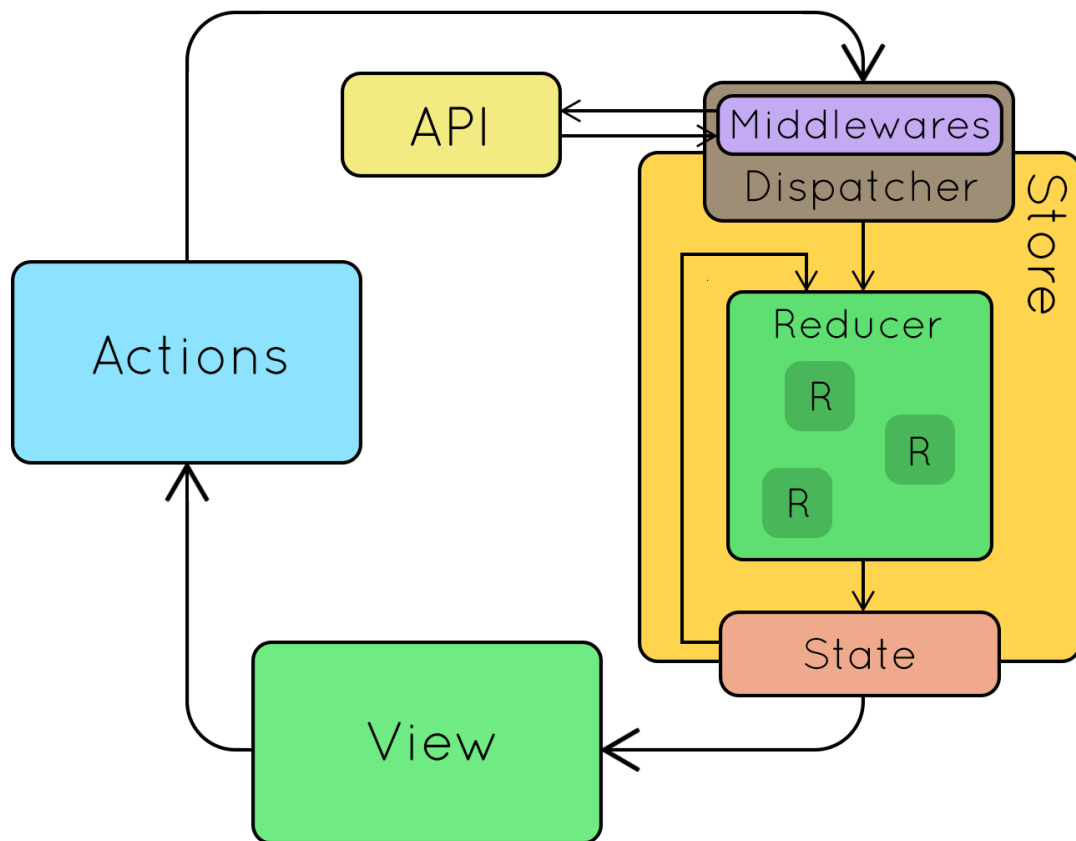 API
Middlewares
Dispatcher
Store
Actions
Reducer
R
R
R
State
View